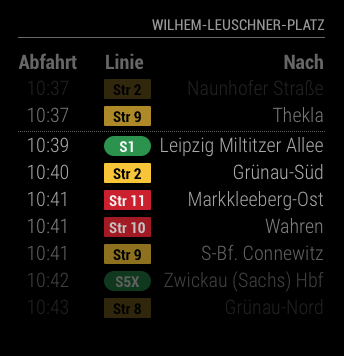 WILHEM-LEUSCHNER-PLATZ
Abfahrt Linie Nach
10:37 Str 2 Naunhofer Straße
10:37 Str 9 Thekla
10:39 S1 Leipzig Miltitzer Allee
10:40 Str 2 Grünau-Süd
10:41 Str 11 Markkleeberg-Ost
10:41 Str 10 Wahren
10:41 Str 9 S-Bf. Connewitz
10:42 S5X Zwickau (Sachs) Hbf
10:43 Str 8 Grünau-Nord